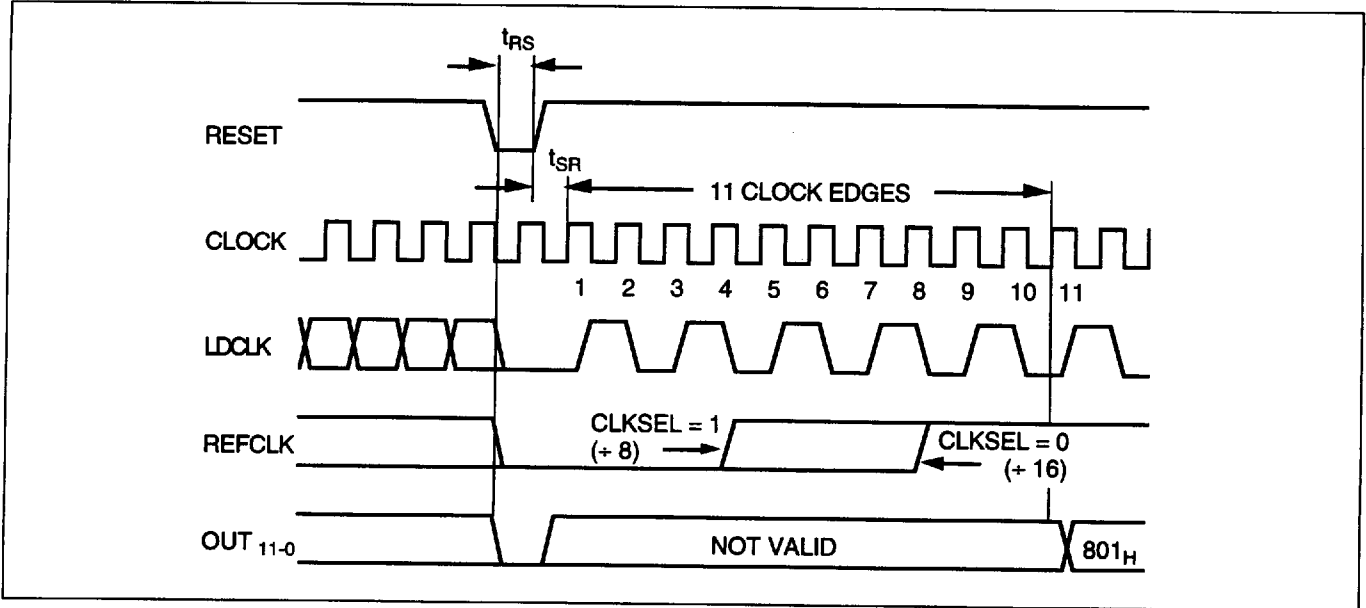 tRS
RESET
tSR
11 CLOCK EDGES
CLOCK
1 2 3 4 5 6 7 8 9 10 11
LDCLK
REFCLK
CLKSEL = 1
(÷ 8)
CLKSEL = 0
(÷ 16)
OUT 11-0
NOT VALID
801H